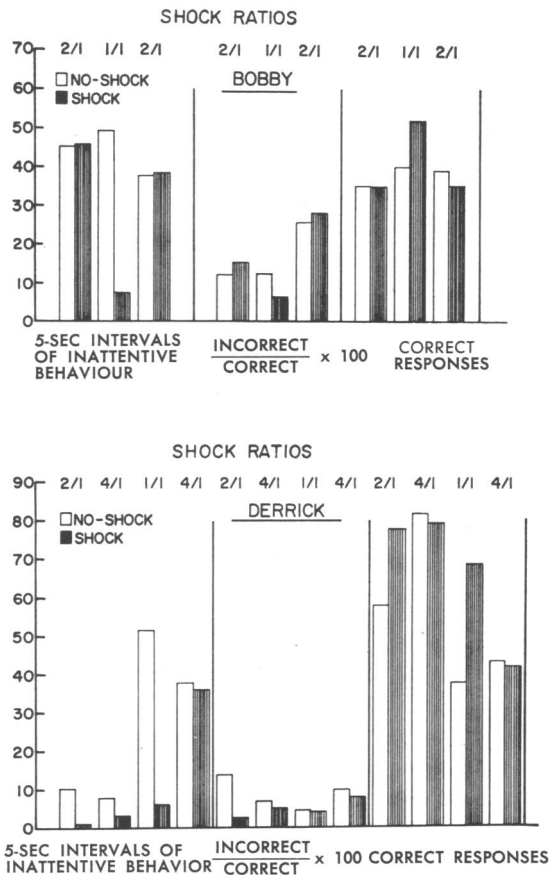 SHOCK RATIOS
70 2/1 1/1 2/1 2/1 1/1 2/1 2/1 1/1 2/1
NO-SHOCK
SHOCK
BOBBY
60
50
40
30
20
10
0
5-SEC INTERVALS
OF INATTENTIVE
BEHAVIOUR
INCORRECT
CORRECT
x 100
CORRECT
RESPONSES
SHOCK RATIOS
90 2/1 4/1 1/1 4/1 2/1 4/1 1/1 4/1 2/1 4/1 1/1 4/1
NO-SHOCK
SHOCK
DERRICK
80
70
60
50
40
30
20
10
0
5-SEC INTERVALS OF
INATTENTIVE BEHAVIOR
INCORRECT
CORRECT
x 100
CORRECT RESPONSES